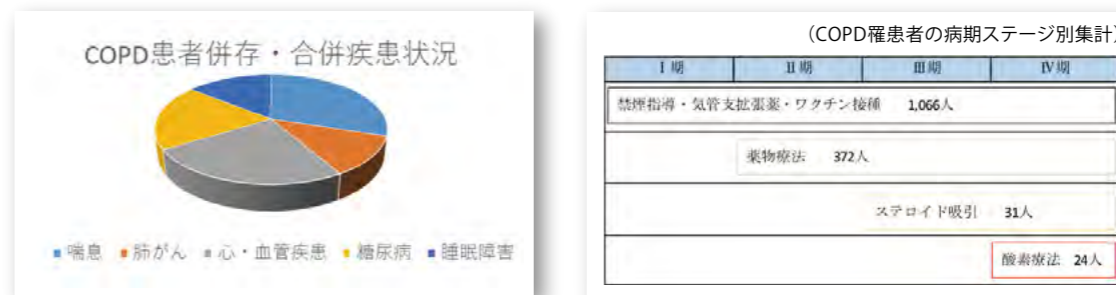 COPD患者併存・合併疾患状況
喘息 肺がん 心・血管疾患 糖尿病 睡眠障害
（COPD罹患者の病期ステージ別集計）
Ⅰ期 Ⅱ期 Ⅲ期 Ⅳ期
禁煙指導・気管支拡張薬・ワクチン接種 1,066人
薬物療法 372人
ステロイド吸引 31人
酸素療法 24人